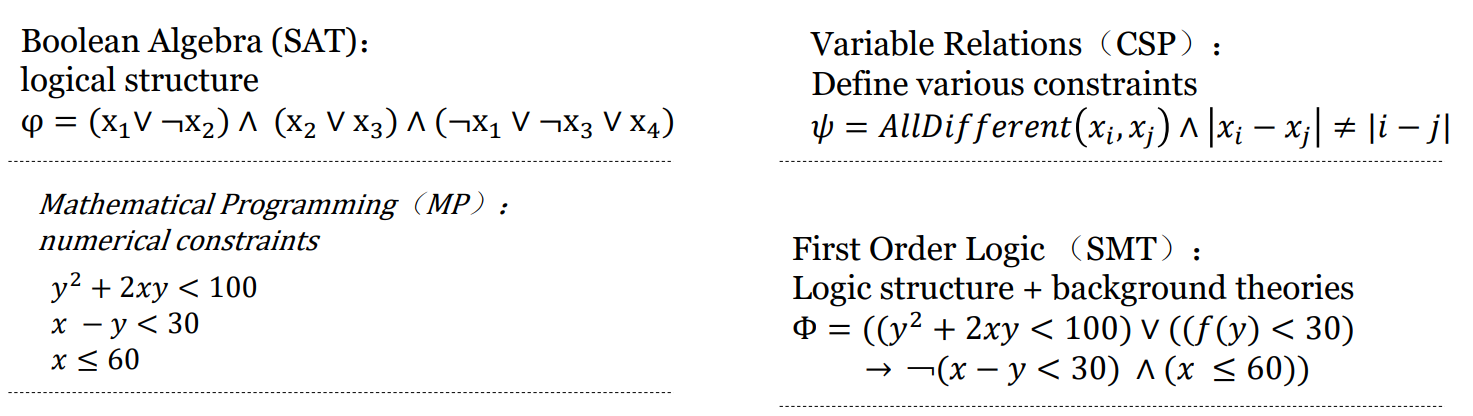 Boolean Algebra (SAT):
logical structure
φ = (x₁∨ ¬x₂) ∧ (x₂ ∨ x₃) ∧ (¬x₁ ∨ ¬x₃ ∨ x₄)
Mathematical Programming（MP）:
numerical constraints
y² + 2xy < 100
x − y < 30
x ≤ 60
Variable Relations（CSP）:
Define various constraints
ψ = AllDifferent(xᵢ, xⱼ) ∧ |xᵢ − xⱼ| ≠ |i − j|
First Order Logic （SMT）:
Logic structure + background theories
Φ = ((y² + 2xy < 100) ∨ ((f(y) < 30)
→ ¬(x − y < 30) ∧ (x ≤ 60))